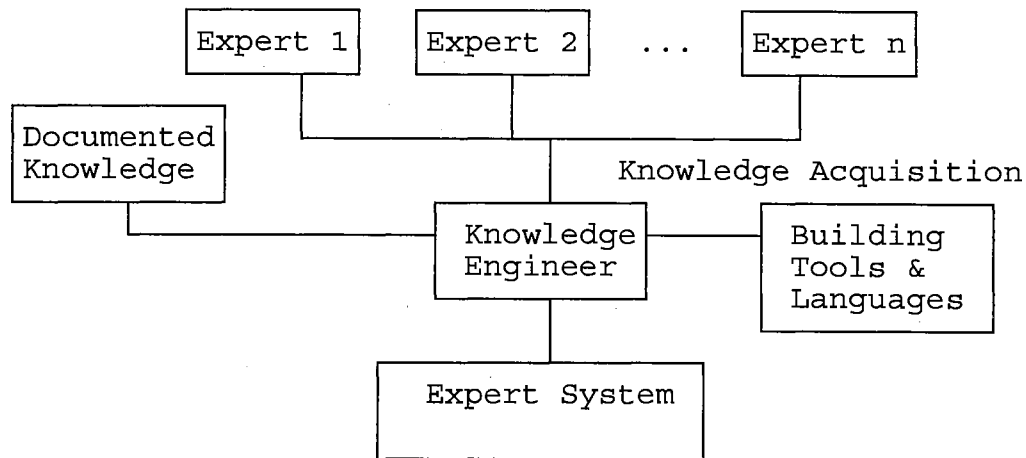 Expert 1
Expert 2
...
Expert n
Documented
Knowledge
Knowledge Acquisition
Knowledge
Engineer
Building
Tools &
Languages
Expert System